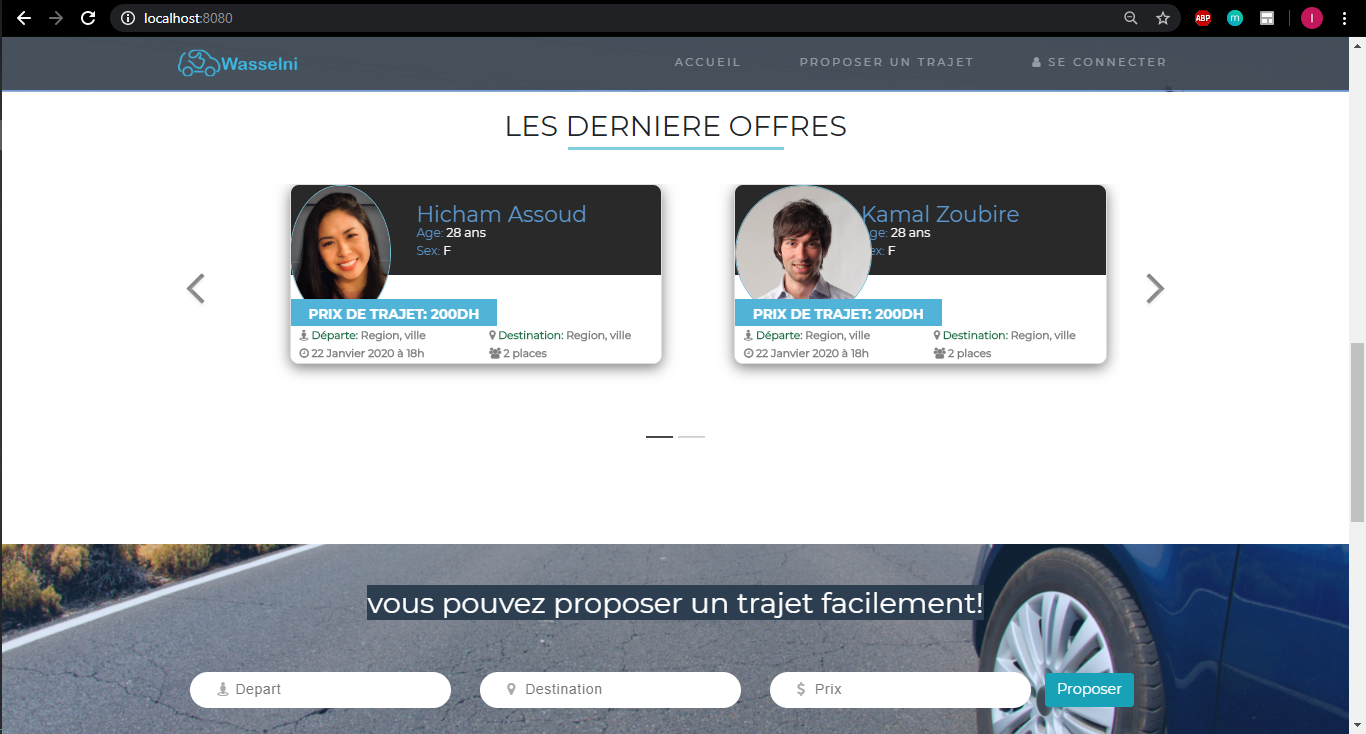 localhost:8080
ABP
m
I
Wasselni
ACCUEIL
PROPOSER UN TRAJET
SE CONNECTER
LES DERNIERE OFFRES
Hicham Assoud
Age: 28 ans
Sex: F
PRIX DE TRAJET: 200DH
Départe: Region, ville
Destination: Region, ville
22 Janvier 2020 à 18h
2 places
Kamal Zoubire
ge: 28 ans
ex: F
PRIX DE TRAJET: 200DH
Départe: Region, ville
Destination: Region, ville
22 Janvier 2020 à 18h
2 places
vous pouvez proposer un trajet facilement!
Depart
Destination
$ Prix
Proposer